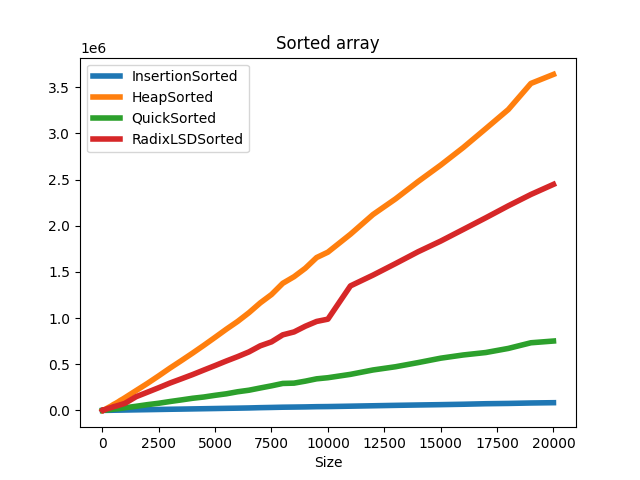 Sorted array
1e6
InsertionSorted
HeapSorted
QuickSorted
RadixLSDSorted
3.5
3.0
2.5
2.0
1.5
1.0
0.5
0.0
0 2500 5000 7500 10000 12500 15000 17500 20000
Size